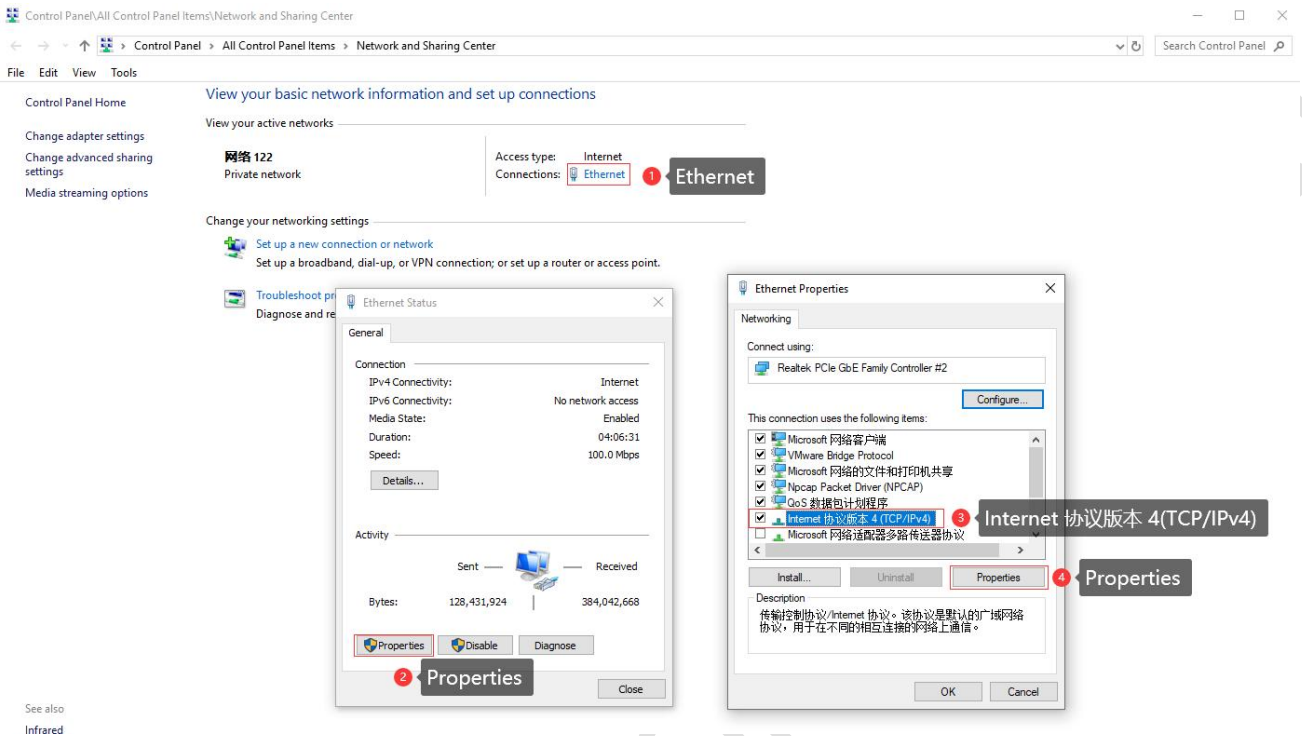 Control Panel\All Control Panel Items\Network and Sharing Center
Control Panel > All Control Panel Items > Network and Sharing Center
Search Control Panel
File Edit View Tools
Control Panel Home
Change adapter settings
Change advanced sharing
settings
Media streaming options
See also
Infrared
View your basic network information and set up connections
View your active networks
网络 122
Private network
Access type: Internet
Connections: Ethernet
1 Ethernet
Change your networking settings
Set up a new connection or network
Set up a broadband, dial-up, or VPN connection; or set up a router or access point.
Troubleshoot pr
Diagnose and re
Ethernet Status
General
Connection
IPv4 Connectivity: Internet
IPv6 Connectivity: No network access
Media State: Enabled
Duration: 04:06:31
Speed: 100.0 Mbps
Details...
Activity
Sent — Received
Bytes: 128,431,924 | 384,042,668
Properties Disable Diagnose
2 Properties
Close
Ethernet Properties
Networking
Connect using:
Realtek PCIe GbE Family Controller #2
Configure...
This connection uses the following items:
Microsoft 网络客户端
VMware Bridge Protocol
Microsoft 网络的文件和打印机共享
Npcap Packet Driver (NPCAP)
QoS 数据包计划程序
Internet 协议版本 4 (TCP/IPv4)
3 Internet 协议版本 4(TCP/IPv4)
Microsoft 网络适配器多路传送器协议
Install... Uninstall Properties
4 Properties
Description
传输控制协议/Internet 协议。该协议是默认的广域网络
协议，用于在不同的相互连接的网络上通信。
OK Cancel